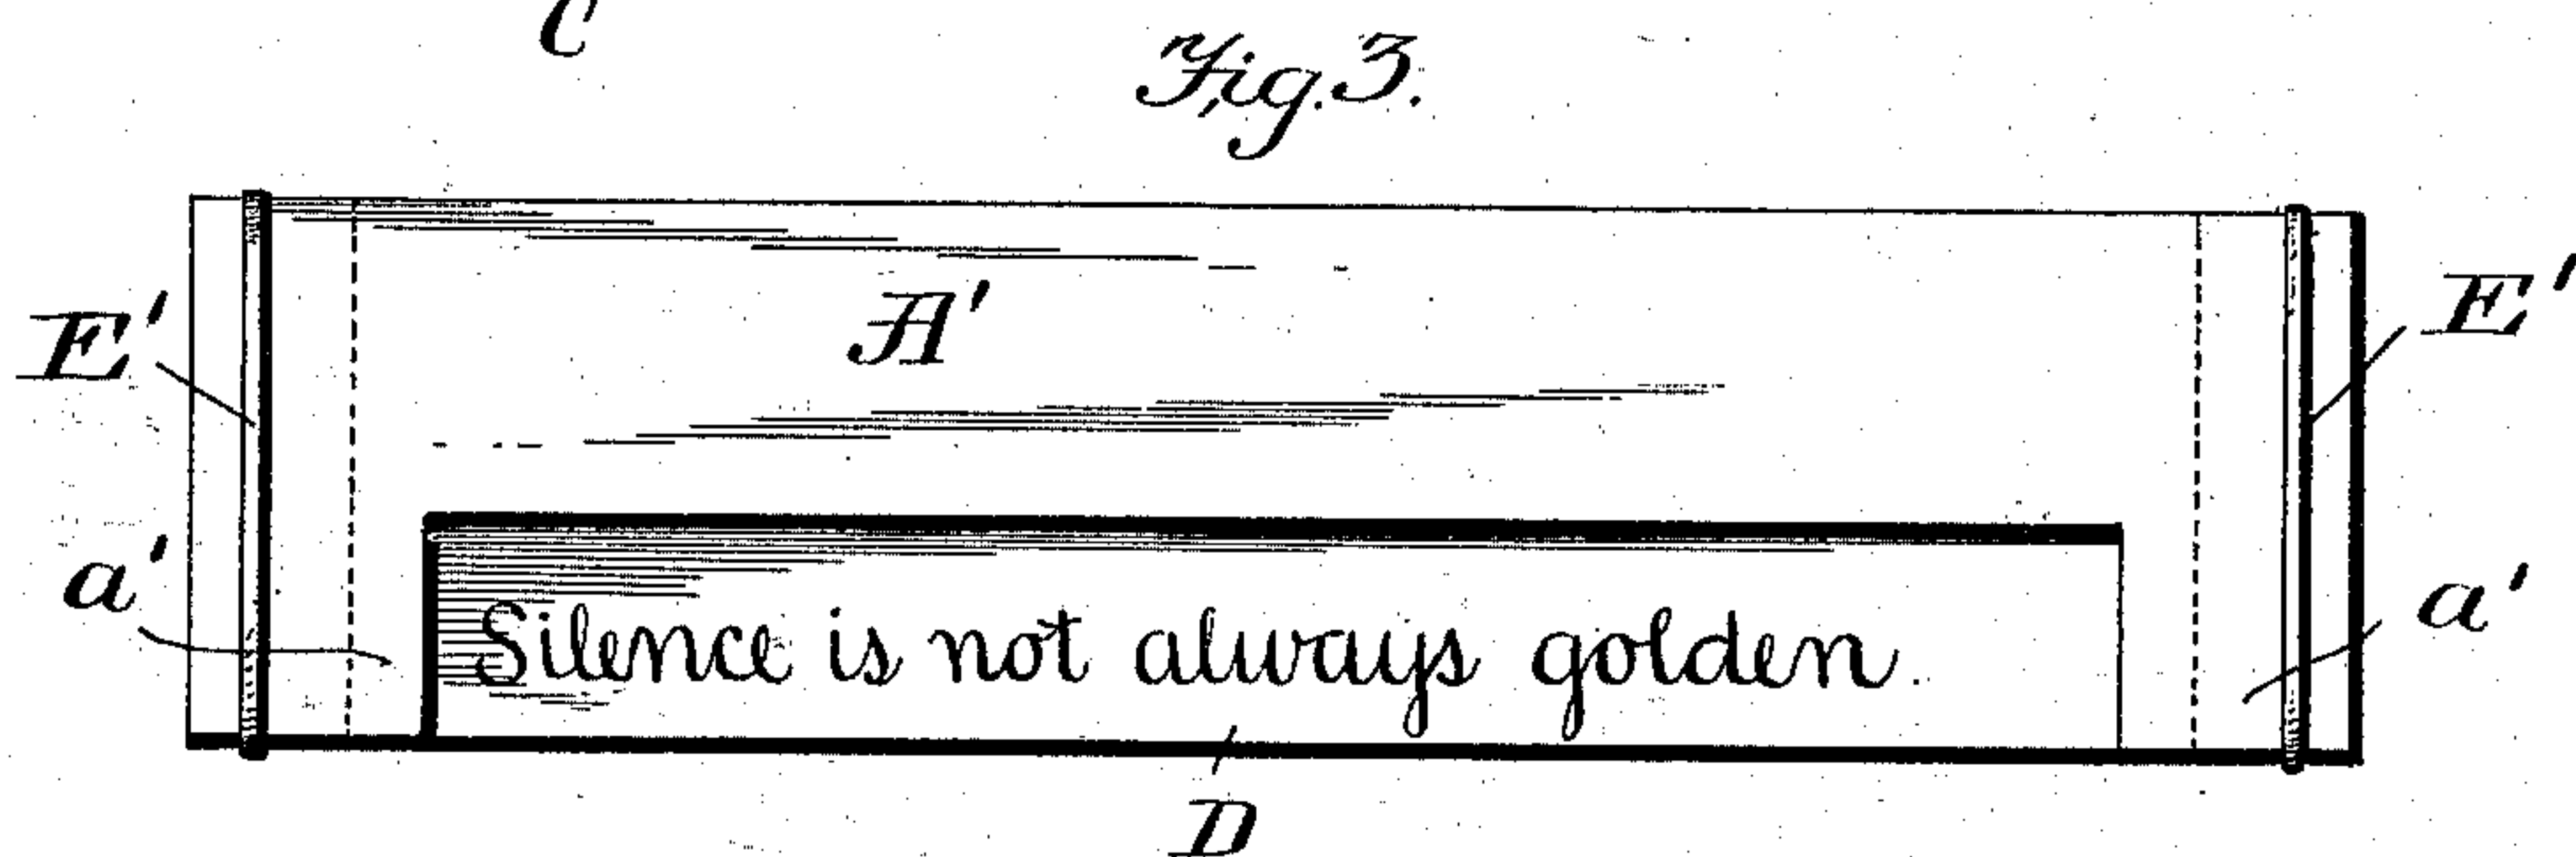 C
Fig. 3.
E' A' E'
a' a'
Silence is not always golden.
D